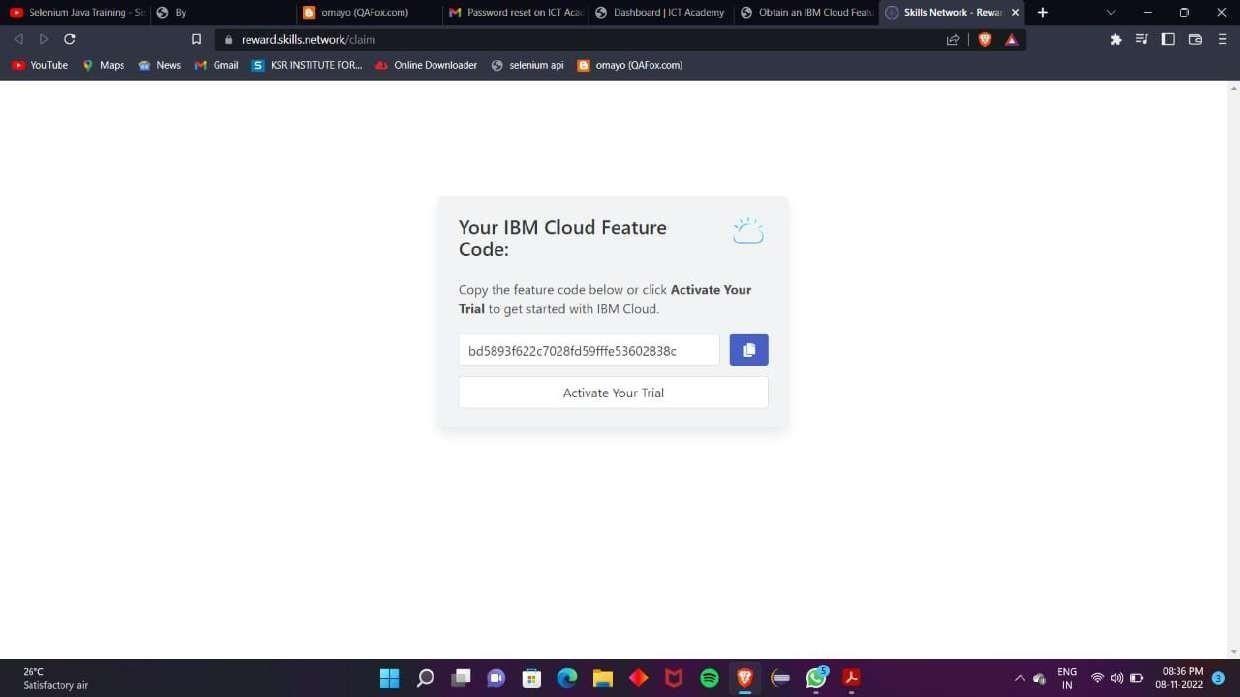 Selenium Java Training - Se
By
omayo (QAFox.com)
Password reset on ICT Acad
Dashboard | ICT Academy
Obtain an IBM Cloud Featu
Skills Network - Rewar
reward.skills.network/claim
YouTube
Maps
News
Gmail
KSR INSTITUTE FOR...
Online Downloader
selenium api
omayo (QAFox.com)
Your IBM Cloud Feature
Code:
Copy the feature code below or click Activate Your
Trial to get started with IBM Cloud.
bd5893f622c7028fd59fffe53602838c
Activate Your Trial
26°C
Satisfactory air
ENG
IN
08:36 PM
08-11-2022
3
5